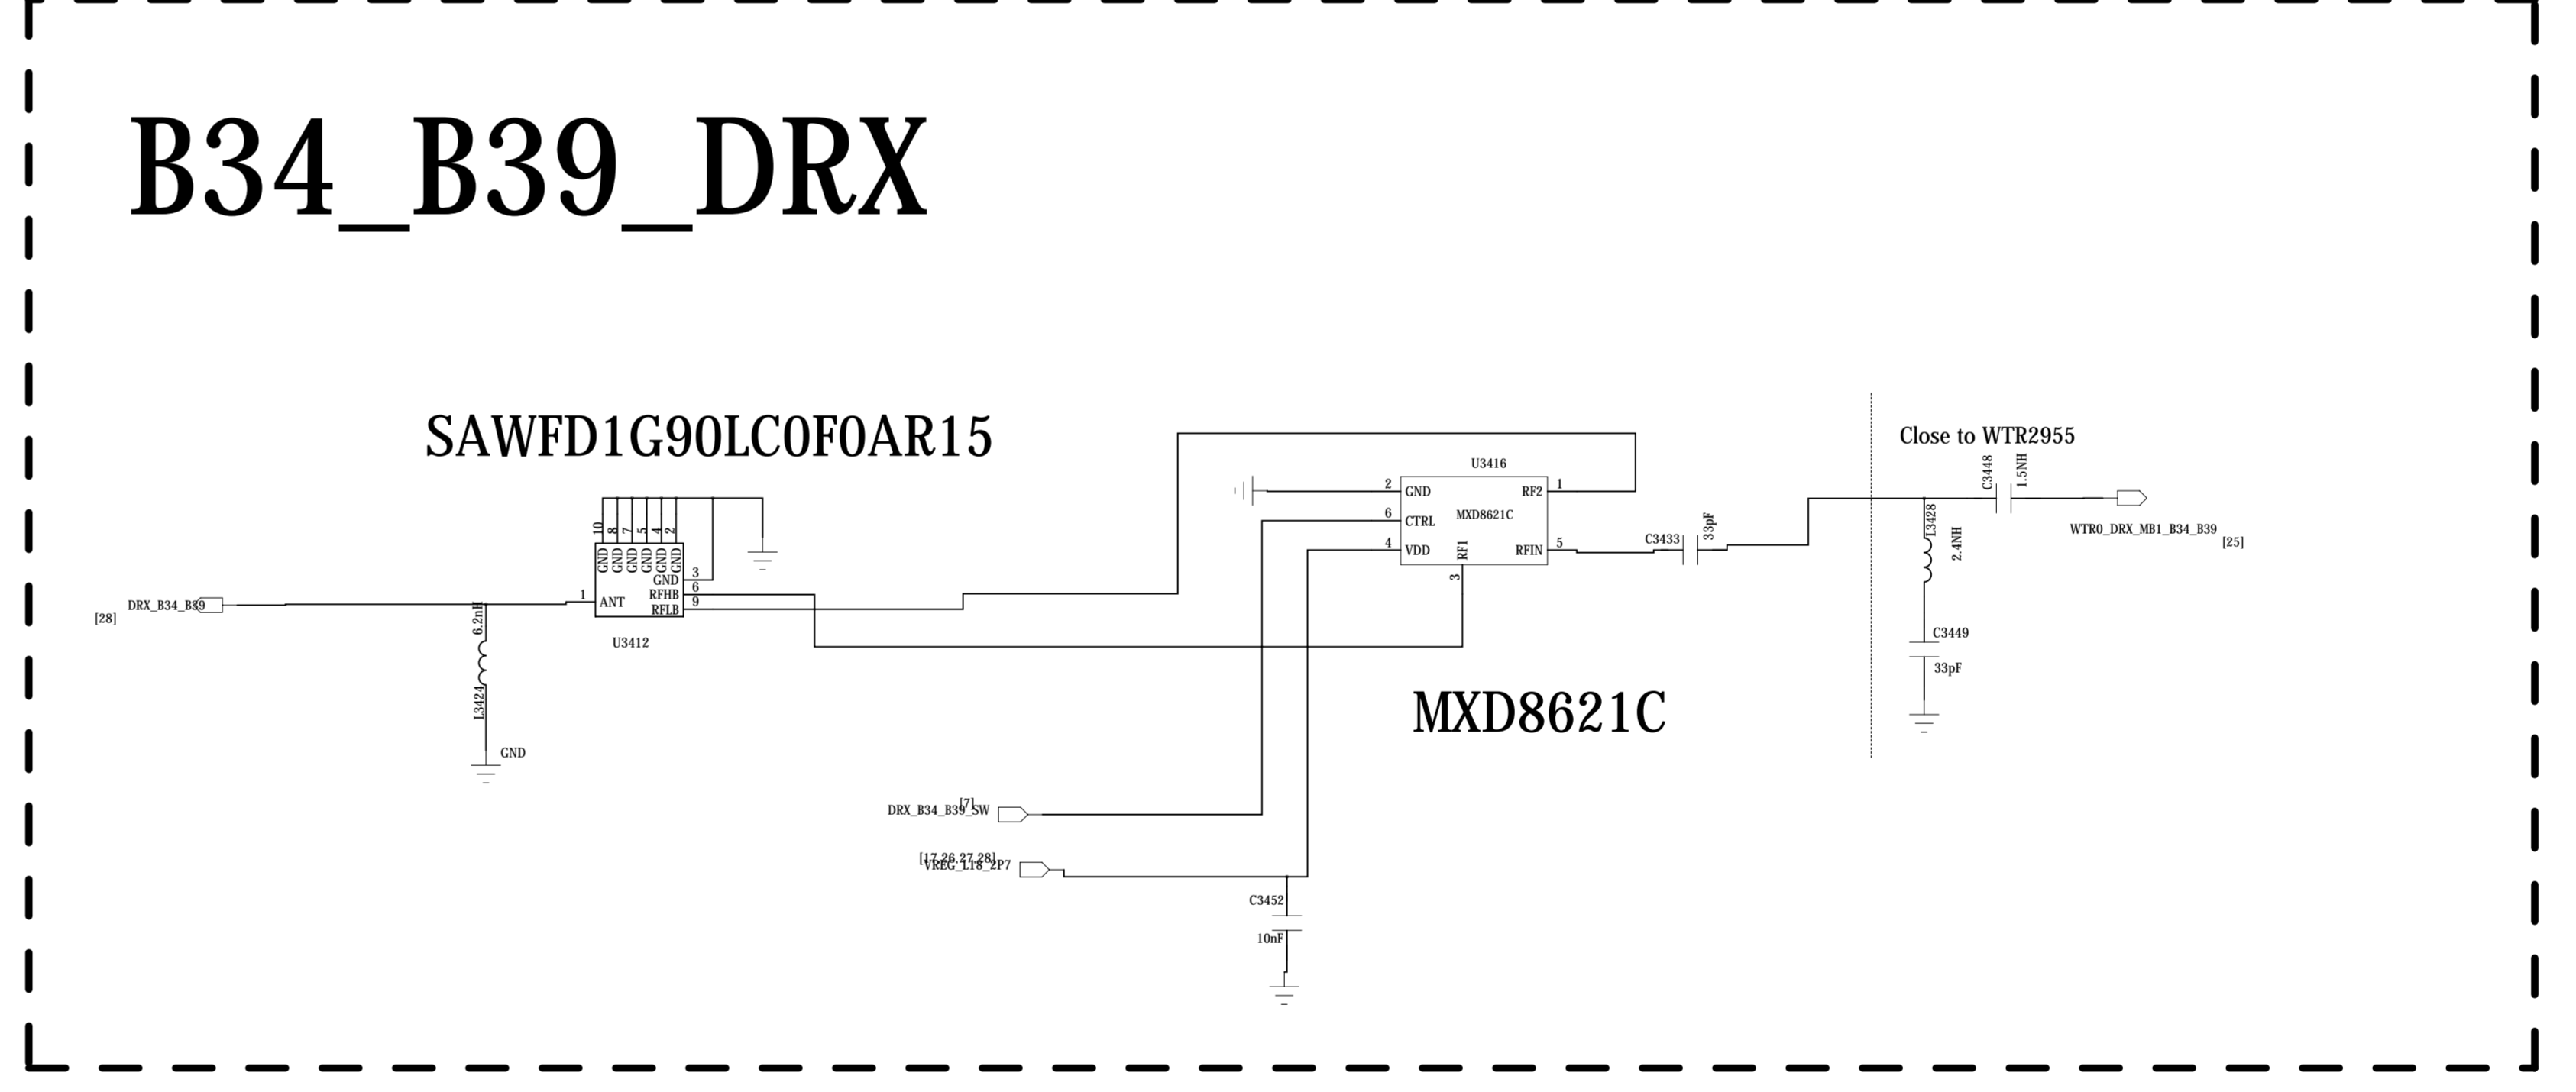 B34_B39_DRX
SAWFD1G90LC0F0AR15
Close to WTR2955
C3448
1.5NH
U3416
2
GND
RF2
1
6
CTRL
MXD8621C
4
VDD
RF1
RFIN
5
3
C3433
33pF
L3428
2.4NH
WTR0_DRX_MB1_B34_B39
[25]
10
8
7
5
4
2
GND
GND
GND
GND
GND
GND
GND
3
RFHB
6
RFLB
9
1
ANT
U3412
DRX_B34_B39
[28]
6.2nH
L3424
GND
C3449
33pF
MXD8621C
[7]
DRX_B34_B39_SW
[17,26,27,28]
VREG_L18_2P7
C3452
10nF